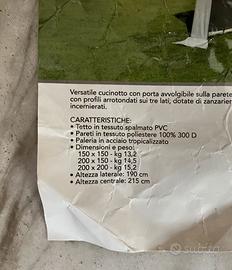 Versatile cucinotto con porta avvolgibile sulla parete
con profili arrotondati sui tre lati, dotate di zanzarier
incernierati.
CARATTERISTICHE:
• Tetto in tessuto spalmato PVC
• Pareti in tessuto poliestere 100% 300 D
• Paleria in acciaio tropicalizzato
• Dimensioni e peso:
150 x 150 - kg 13,2
200 x 150 - kg 14,5
200 x 200 - kg 15,2
• Altezza laterale: 190 cm
• Altezza centrale: 215 cm
subito